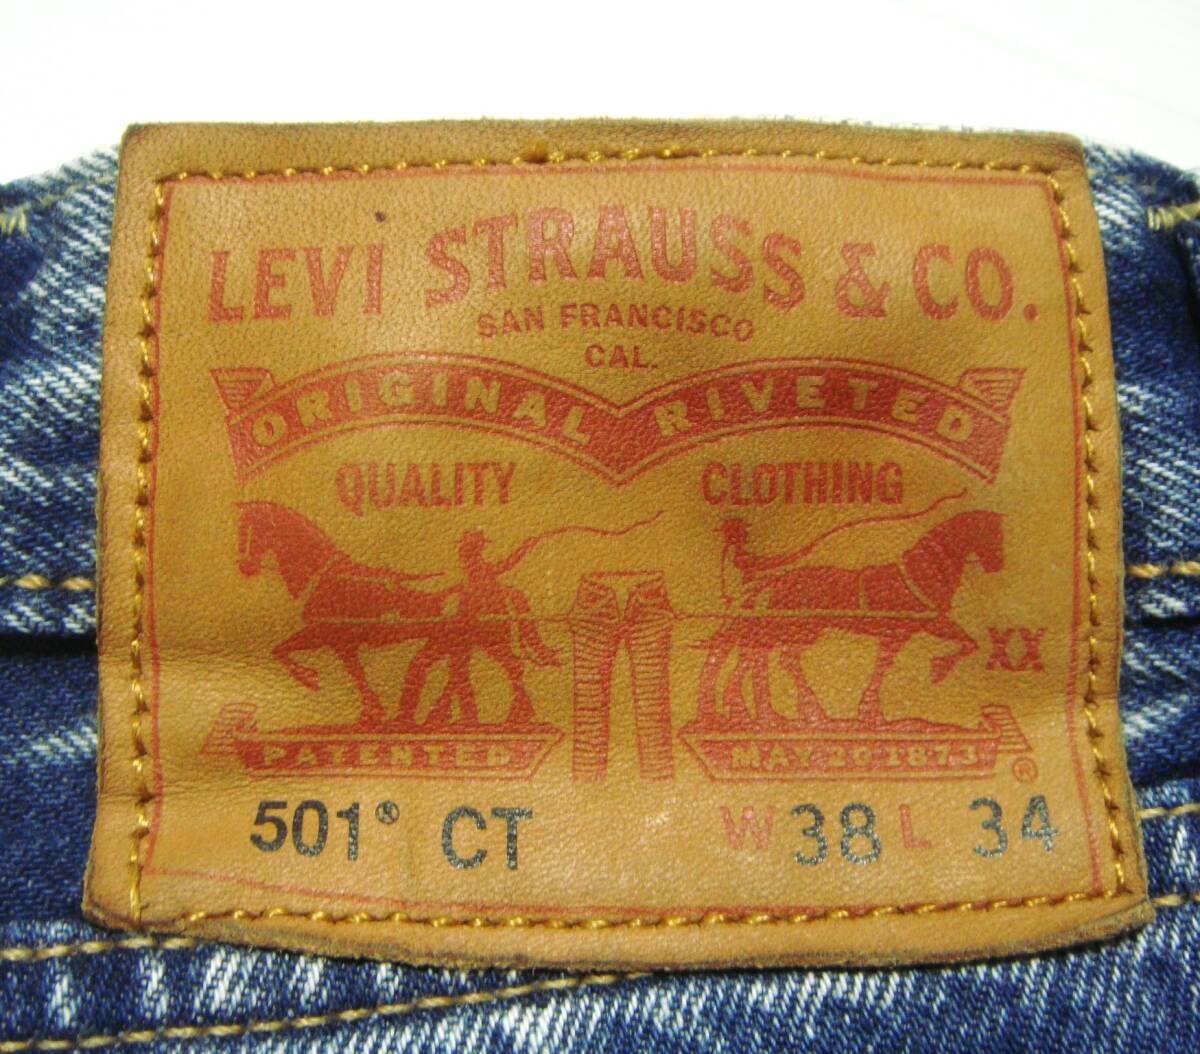 LEVI STRAUSS & CO.
SAN FRANCISCO
CAL.
ORIGINAL RIVETED
QUALITY CLOTHING
XX
PATENTED MAY 20 1873
®
501® CT W 38 L 34